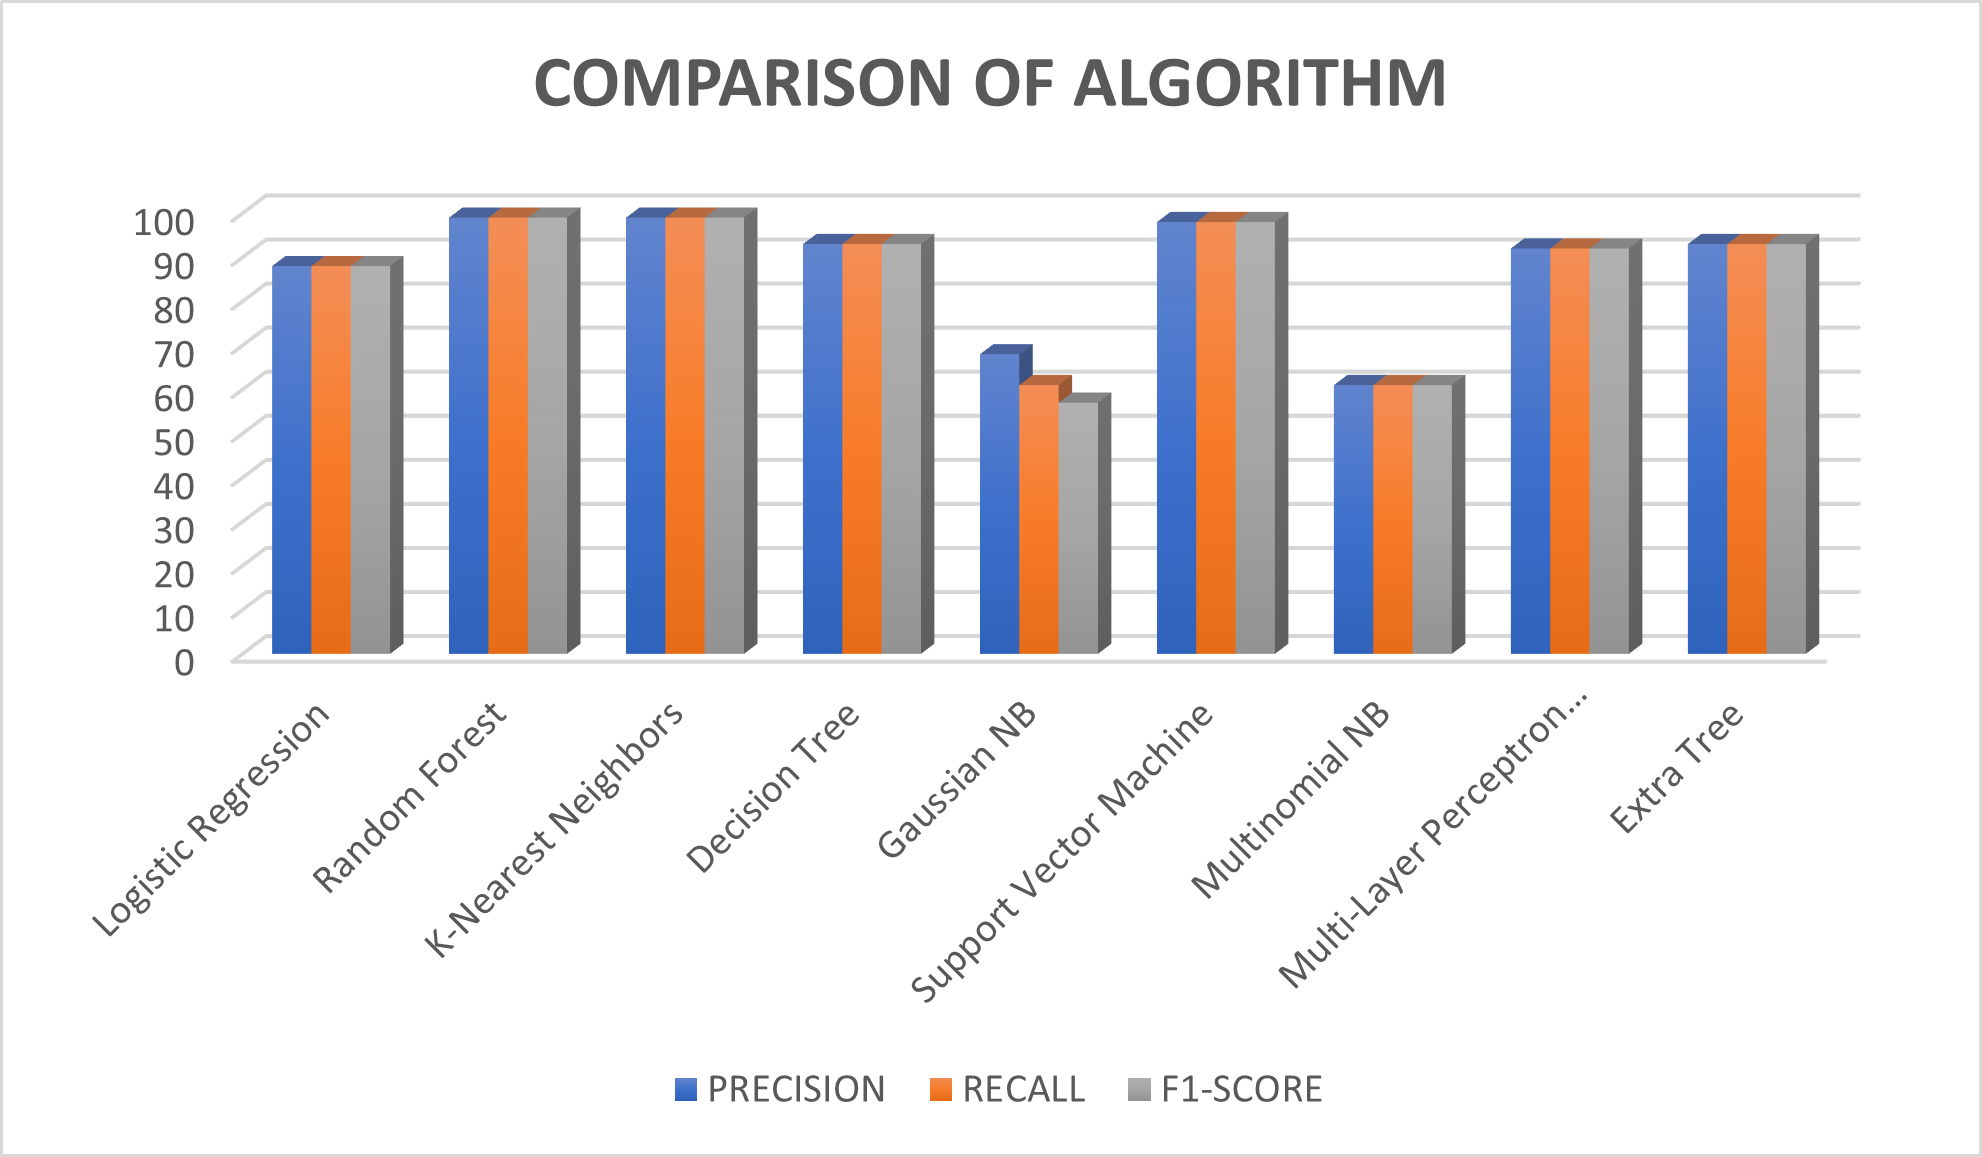 COMPARISON OF ALGORITHM
100
90
80
70
60
50
40
30
20
10
0
Logistic Regression
Random Forest
K-Nearest Neighbors
Decision Tree
Gaussian NB
Support Vector Machine
Multinomial NB
Multi-Layer Perceptron...
Extra Tree
PRECISION RECALL F1-SCORE